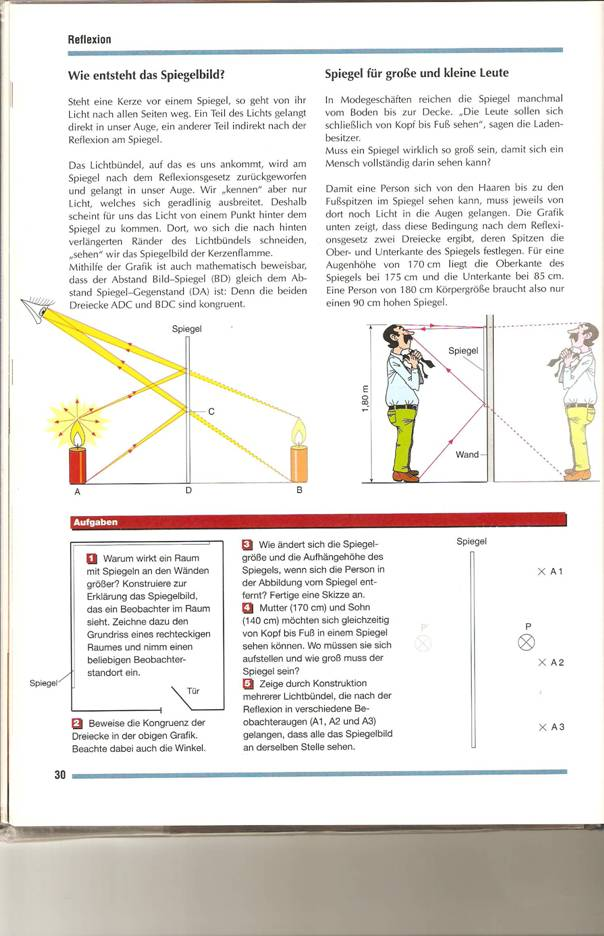 Reflexion
Wie entsteht das Spiegelbild?
Steht eine Kerze vor einem Spiegel, so geht von ihr
Licht nach allen Seiten weg. Ein Teil des Lichts gelangt
direkt in unser Auge, ein anderer Teil indirekt nach der
Reflexion am Spiegel.
Das Lichtbündel, auf das es uns ankommt, wird am
Spiegel nach dem Reflexionsgesetz zurückgeworfen
und gelangt in unser Auge. Wir „kennen" aber nur
Licht, welches sich geradlinig ausbreitet. Deshalb
scheint für uns das Licht von einem Punkt hinter dem
Spiegel zu kommen. Dort, wo sich die nach hinten
verlängerten Ränder des Lichtbündels schneiden,
„sehen" wir das Spiegelbild der Kerzenflamme.
Mithilfe der Grafik ist auch mathematisch beweisbar,
dass der Abstand Bild–Spiegel (BD) gleich dem Ab-
stand Spiegel–Gegenstand (DA) ist: Denn die beiden
Dreiecke ADC und BDC sind kongruent.
Spiegel
C
A
D
B
Spiegel für große und kleine Leute
In Modegeschäften reichen die Spiegel manchmal
vom Boden bis zur Decke. „Die Leute sollen sich
schließlich von Kopf bis Fuß sehen", sagen die Laden-
besitzer.
Muss ein Spiegel wirklich so groß sein, damit sich ein
Mensch vollständig darin sehen kann?
Damit eine Person sich von den Haaren bis zu den
Fußspitzen im Spiegel sehen kann, muss jeweils von
dort noch Licht in die Augen gelangen. Die Grafik
unten zeigt, dass diese Bedingung nach dem Reflexi-
onsgesetz zwei Dreiecke ergibt, deren Spitzen die
Ober- und Unterkante des Spiegels festlegen. Für eine
Augenhöhe von 170 cm liegt die Oberkante des
Spiegels bei 175 cm und die Unterkante bei 85 cm.
Eine Person von 180 cm Körpergröße braucht also nur
einen 90 cm hohen Spiegel.
Spiegel
1,80 m
Wand
Aufgaben
1 Warum wirkt ein Raum
mit Spiegeln an den Wänden
größer? Konstruiere zur
Erklärung das Spiegelbild,
das ein Beobachter im Raum
sieht. Zeichne dazu den
Grundriss eines rechteckigen
Raumes und nimm einen
beliebigen Beobachter-
standort ein.
Spiegel
Tür
2 Beweise die Kongruenz der
Dreiecke in der obigen Grafik.
Beachte dabei auch die Winkel.
3 Wie ändert sich die Spiegel-
größe und die Aufhängehöhe des
Spiegels, wenn sich die Person in
der Abbildung vom Spiegel ent-
fernt? Fertige eine Skizze an.
4 Mutter (170 cm) und Sohn
(140 cm) möchten sich gleichzeitig
von Kopf bis Fuß in einem Spiegel
sehen können. Wo müssen sie sich
aufstellen und wie groß muss der
Spiegel sein?
5 Zeige durch Konstruktion
mehrerer Lichtbündel, die nach der
Reflexion in verschiedene Be-
obachteraugen (A1, A2 und A3)
gelangen, dass alle das Spiegelbild
an derselben Stelle sehen.
Spiegel
A 1
P'
P
A 2
A 3
30